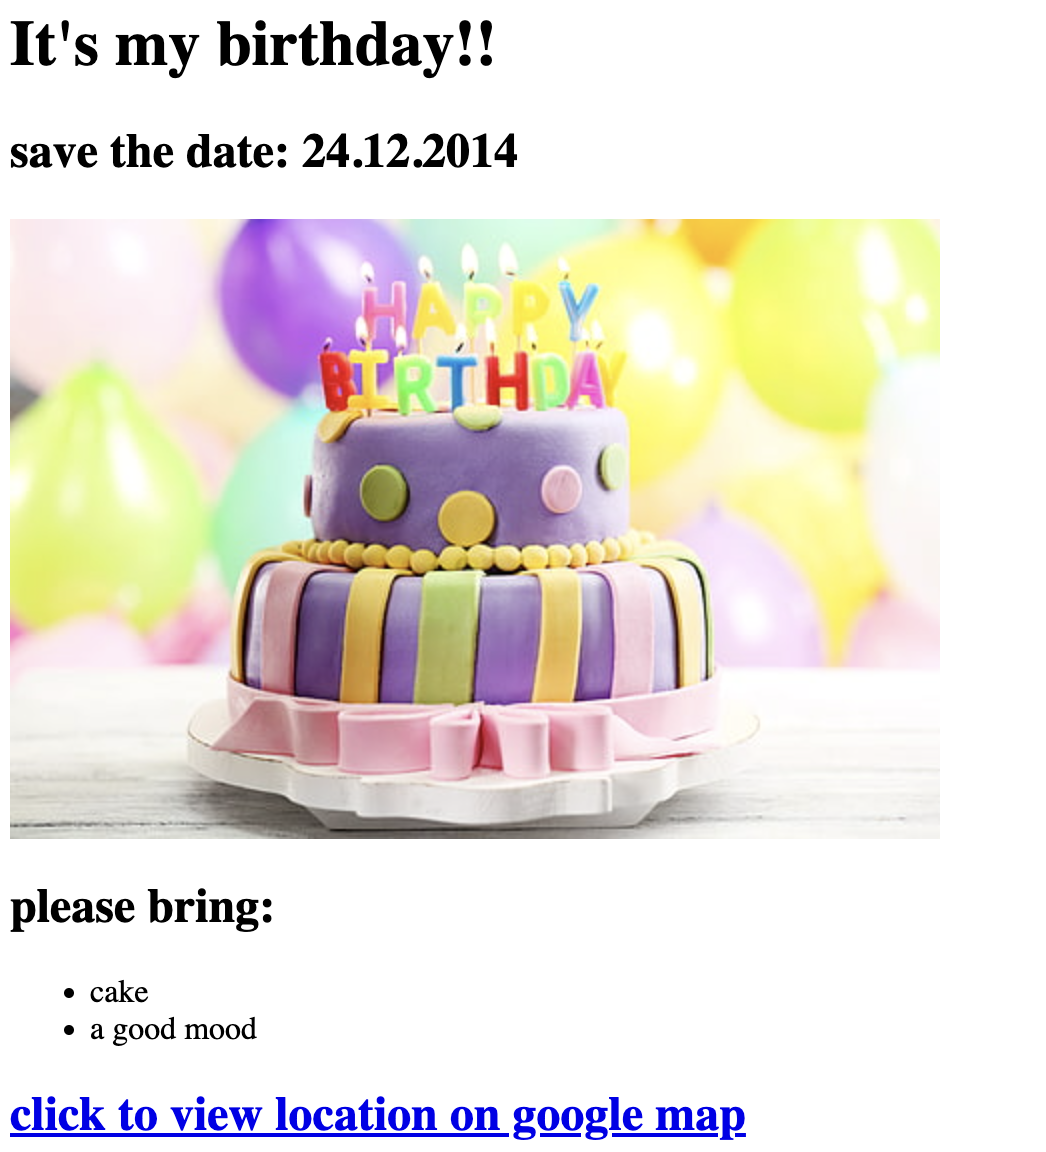 It's my birthday!!
save the date: 24.12.2014
HAPPY
BIRTHDAY
please bring:
cake
a good mood
click to view location on google map